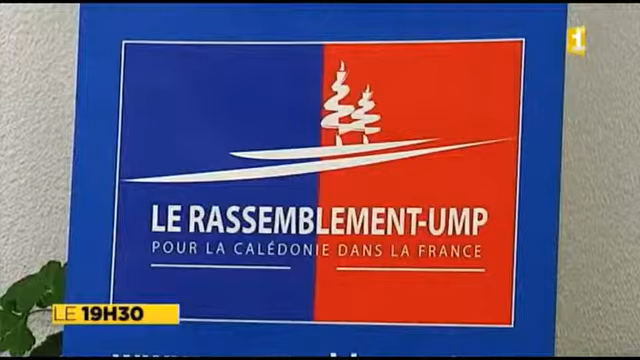 1
LE RASSEMBLEMENT-UMP
POUR LA CALÉDONIE DANS LA FRANCE
LE 19H30